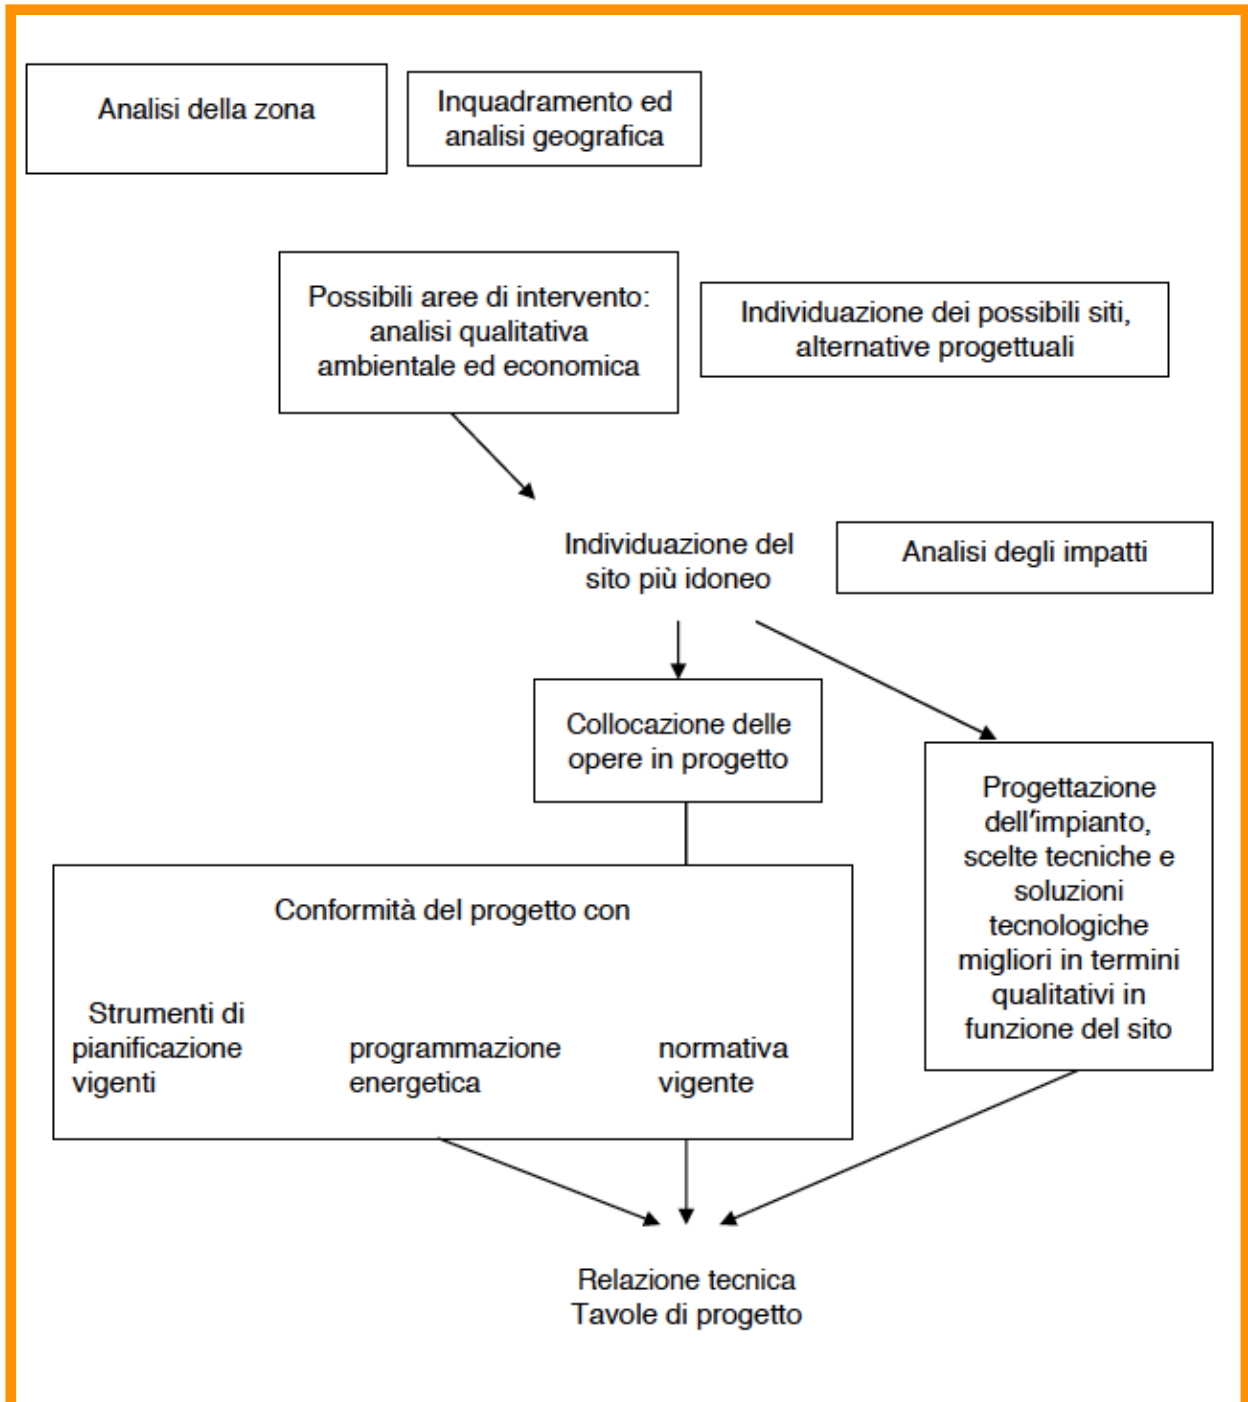 Analisi della zona
Inquadramento ed
analisi geografica
Possibili aree di intervento:
analisi qualitativa
ambientale ed economica
Individuazione dei possibili siti,
alternative progettuali
Individuazione del
sito più idoneo
Analisi degli impatti
Collocazione delle
opere in progetto
Progettazione
dell'impianto,
scelte tecniche e
soluzioni
tecnologiche
migliori in termini
qualitativi in
funzione del sito
Conformità del progetto con
Strumenti di
pianificazione
vigenti
programmazione
energetica
normativa
vigente
Relazione tecnica
Tavole di progetto